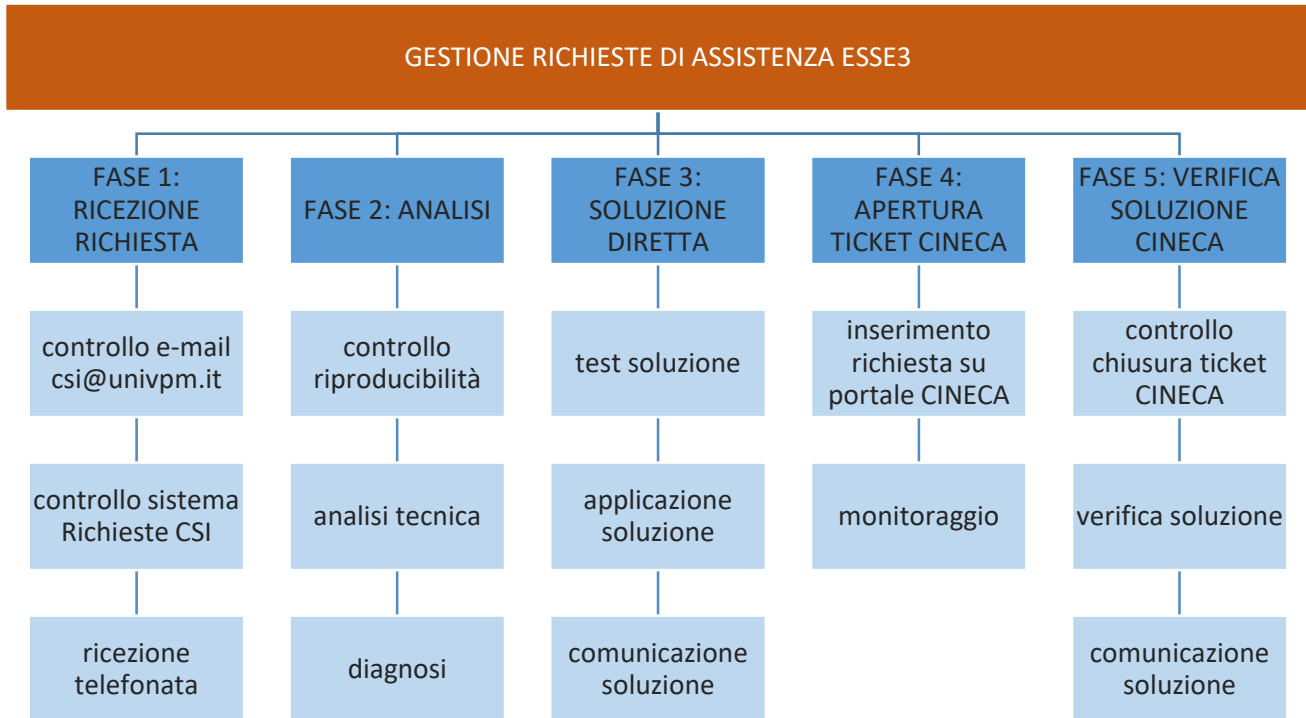 GESTIONE RICHIESTE DI ASSISTENZA ESSE3
FASE 1:
RICEZIONE
RICHIESTA
controllo e-mail
csi@univpm.it
controllo sistema
Richieste CSI
ricezione
telefonata
FASE 2: ANALISI
controllo
riproducibilità
analisi tecnica
diagnosi
FASE 3:
SOLUZIONE
DIRETTA
test soluzione
applicazione
soluzione
comunicazione
soluzione
FASE 4:
APERTURA
TICKET CINECA
inserimento
richiesta su
portale CINECA
monitoraggio
FASE 5: VERIFICA
SOLUZIONE
CINECA
controllo
chiusura ticket
CINECA
verifica soluzione
comunicazione
soluzione